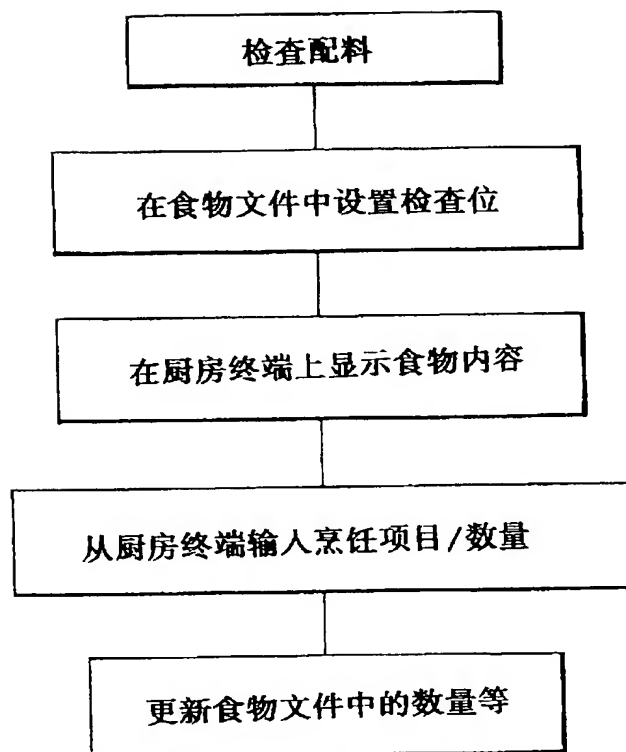 检查配料
在食物文件中设置检查位
在厨房终端上显示食物内容
从厨房终端输入烹饪项目/数量
更新食物文件中的数量等